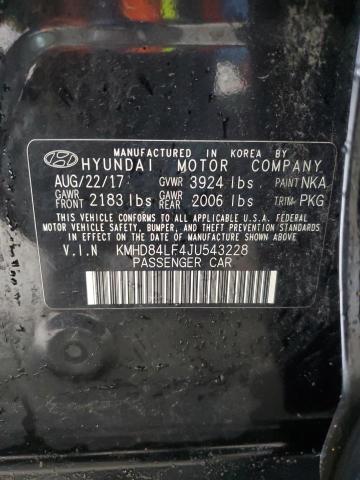 MANUFACTURED IN KOREA BY
HYUNDAI MOTOR COMPANY
AUG/22/17 GVWR 3924 lbs PAINT NKA
GAWR FRONT 2183 lbs GAWR REAR 2006 lbs TRIM PKG
THIS VEHICLE CONFORMS TO ALL APPLICABLE U.S.A. FEDERAL
MOTOR VEHICLE SAFETY, BUMPER, AND THEFT PREVENTION STANDARDS
IN EFFECT ON THE DATE OF MANUFACTURE SHOWN ABOVE.
V.I.N KMHD84LF4JU543228
PASSENGER CAR